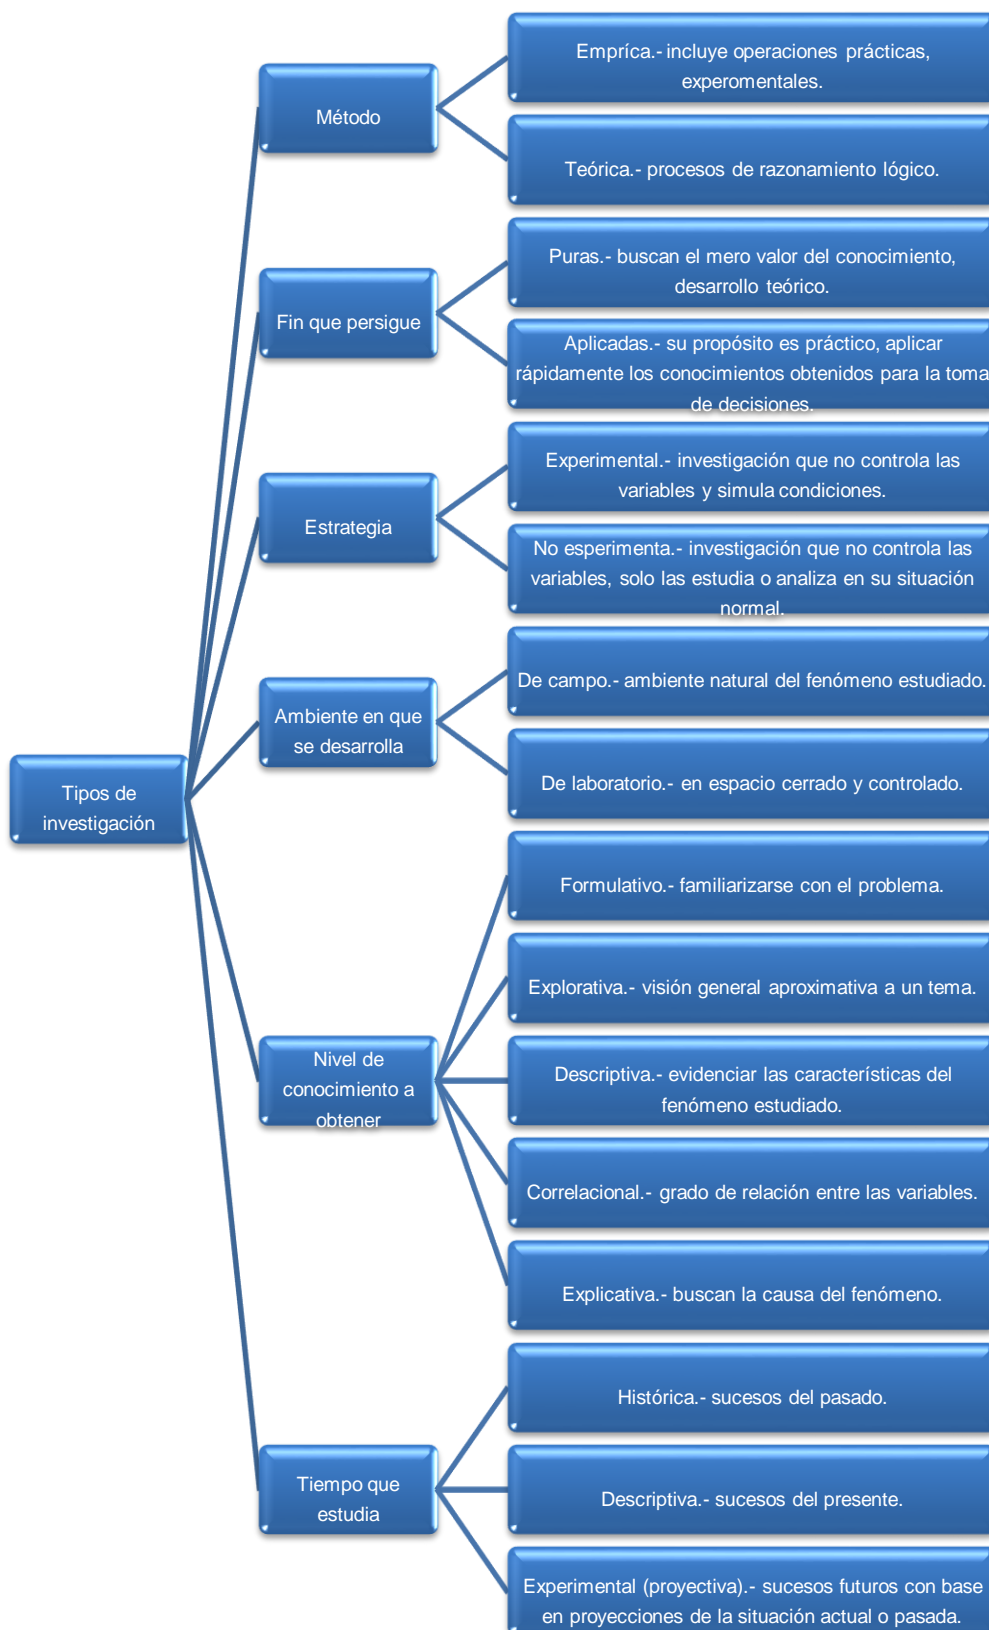 Tipos de
investigación
Método
Empríca.- incluye operaciones prácticas,
experomentales.
Teórica.- procesos de razonamiento lógico.
Fin que persigue
Puras.- buscan el mero valor del conocimiento,
desarrollo teórico.
Aplicadas.- su propósito es práctico, aplicar
rápidamente los conocimientos obtenidos para la toma
de decisiones.
Estrategia
Experimental.- investigación que no controla las
variables y simula condiciones.
No esperimenta.- investigación que no controla las
variables, solo las estudia o analiza en su situación
normal.
Ambiente en que
se desarrolla
De campo.- ambiente natural del fenómeno estudiado.
De laboratorio.- en espacio cerrado y controlado.
Nivel de
conocimiento a
obtener
Formulativo.- familiarizarse con el problema.
Explorativa.- visión general aproximativa a un tema.
Descriptiva.- evidenciar las características del
fenómeno estudiado.
Correlacional.- grado de relación entre las variables.
Explicativa.- buscan la causa del fenómeno.
Tiempo que
estudia
Histórica.- sucesos del pasado.
Descriptiva.- sucesos del presente.
Experimental (proyectiva).- sucesos futuros con base
en proyecciones de la situación actual o pasada.